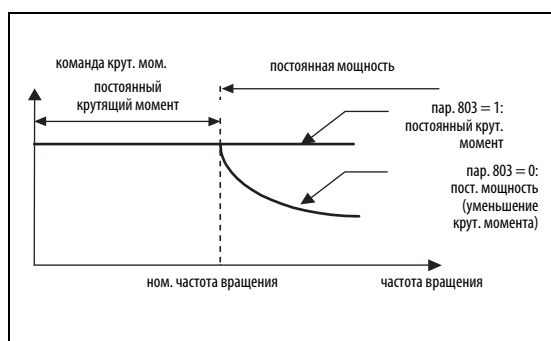 команда крут. мом.
постоянный
крутящий момент
постоянная мощность
пар. 803 = 1:
постоянный крут.
момент
пар. 803 = 0:
пост. мощность
(уменьшение
крут. момента)
ном. частота вращения
частота вращения